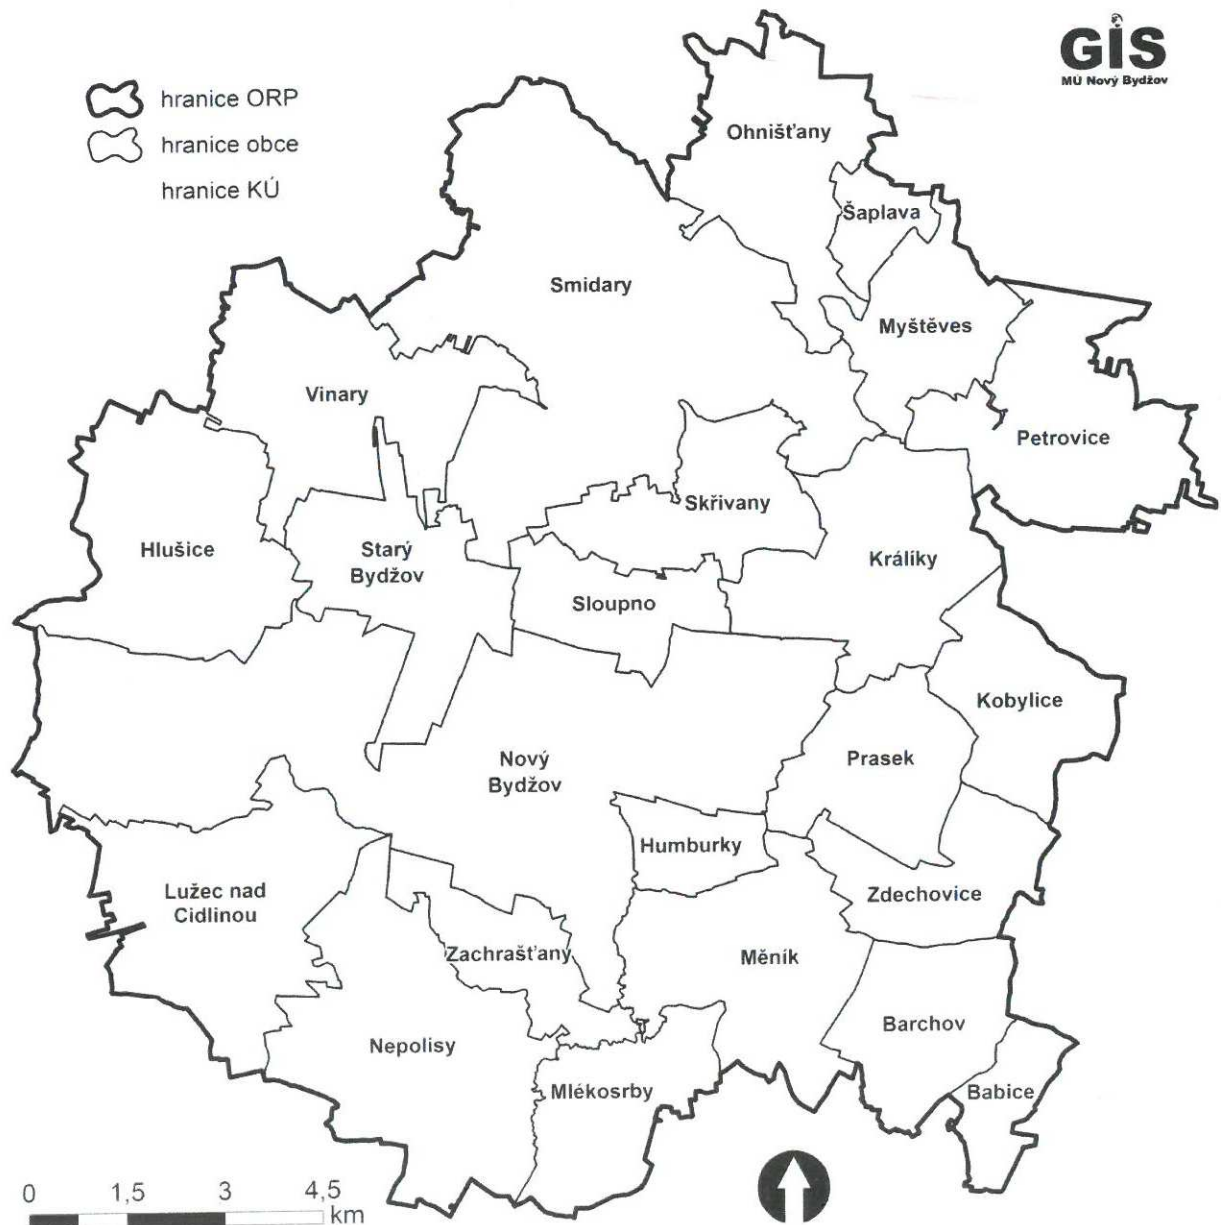 GIS
MÚ Nový Bydžov
hranice ORP
hranice obce
hranice KÚ
Ohnišťany
Šaplava
Smidary
Myštěves
Vinary
Petrovice
Skřivany
Hlušice
Starý
Bydžov
Králíky
Sloupno
Kobylice
Nový
Bydžov
Prasek
Humburky
Lužec nad
Cidlinou
Zdechovice
Zachrašťany
Měník
Barchov
Nepolisy
Mlékosrby
Babice
0 1,5 3 4,5
km